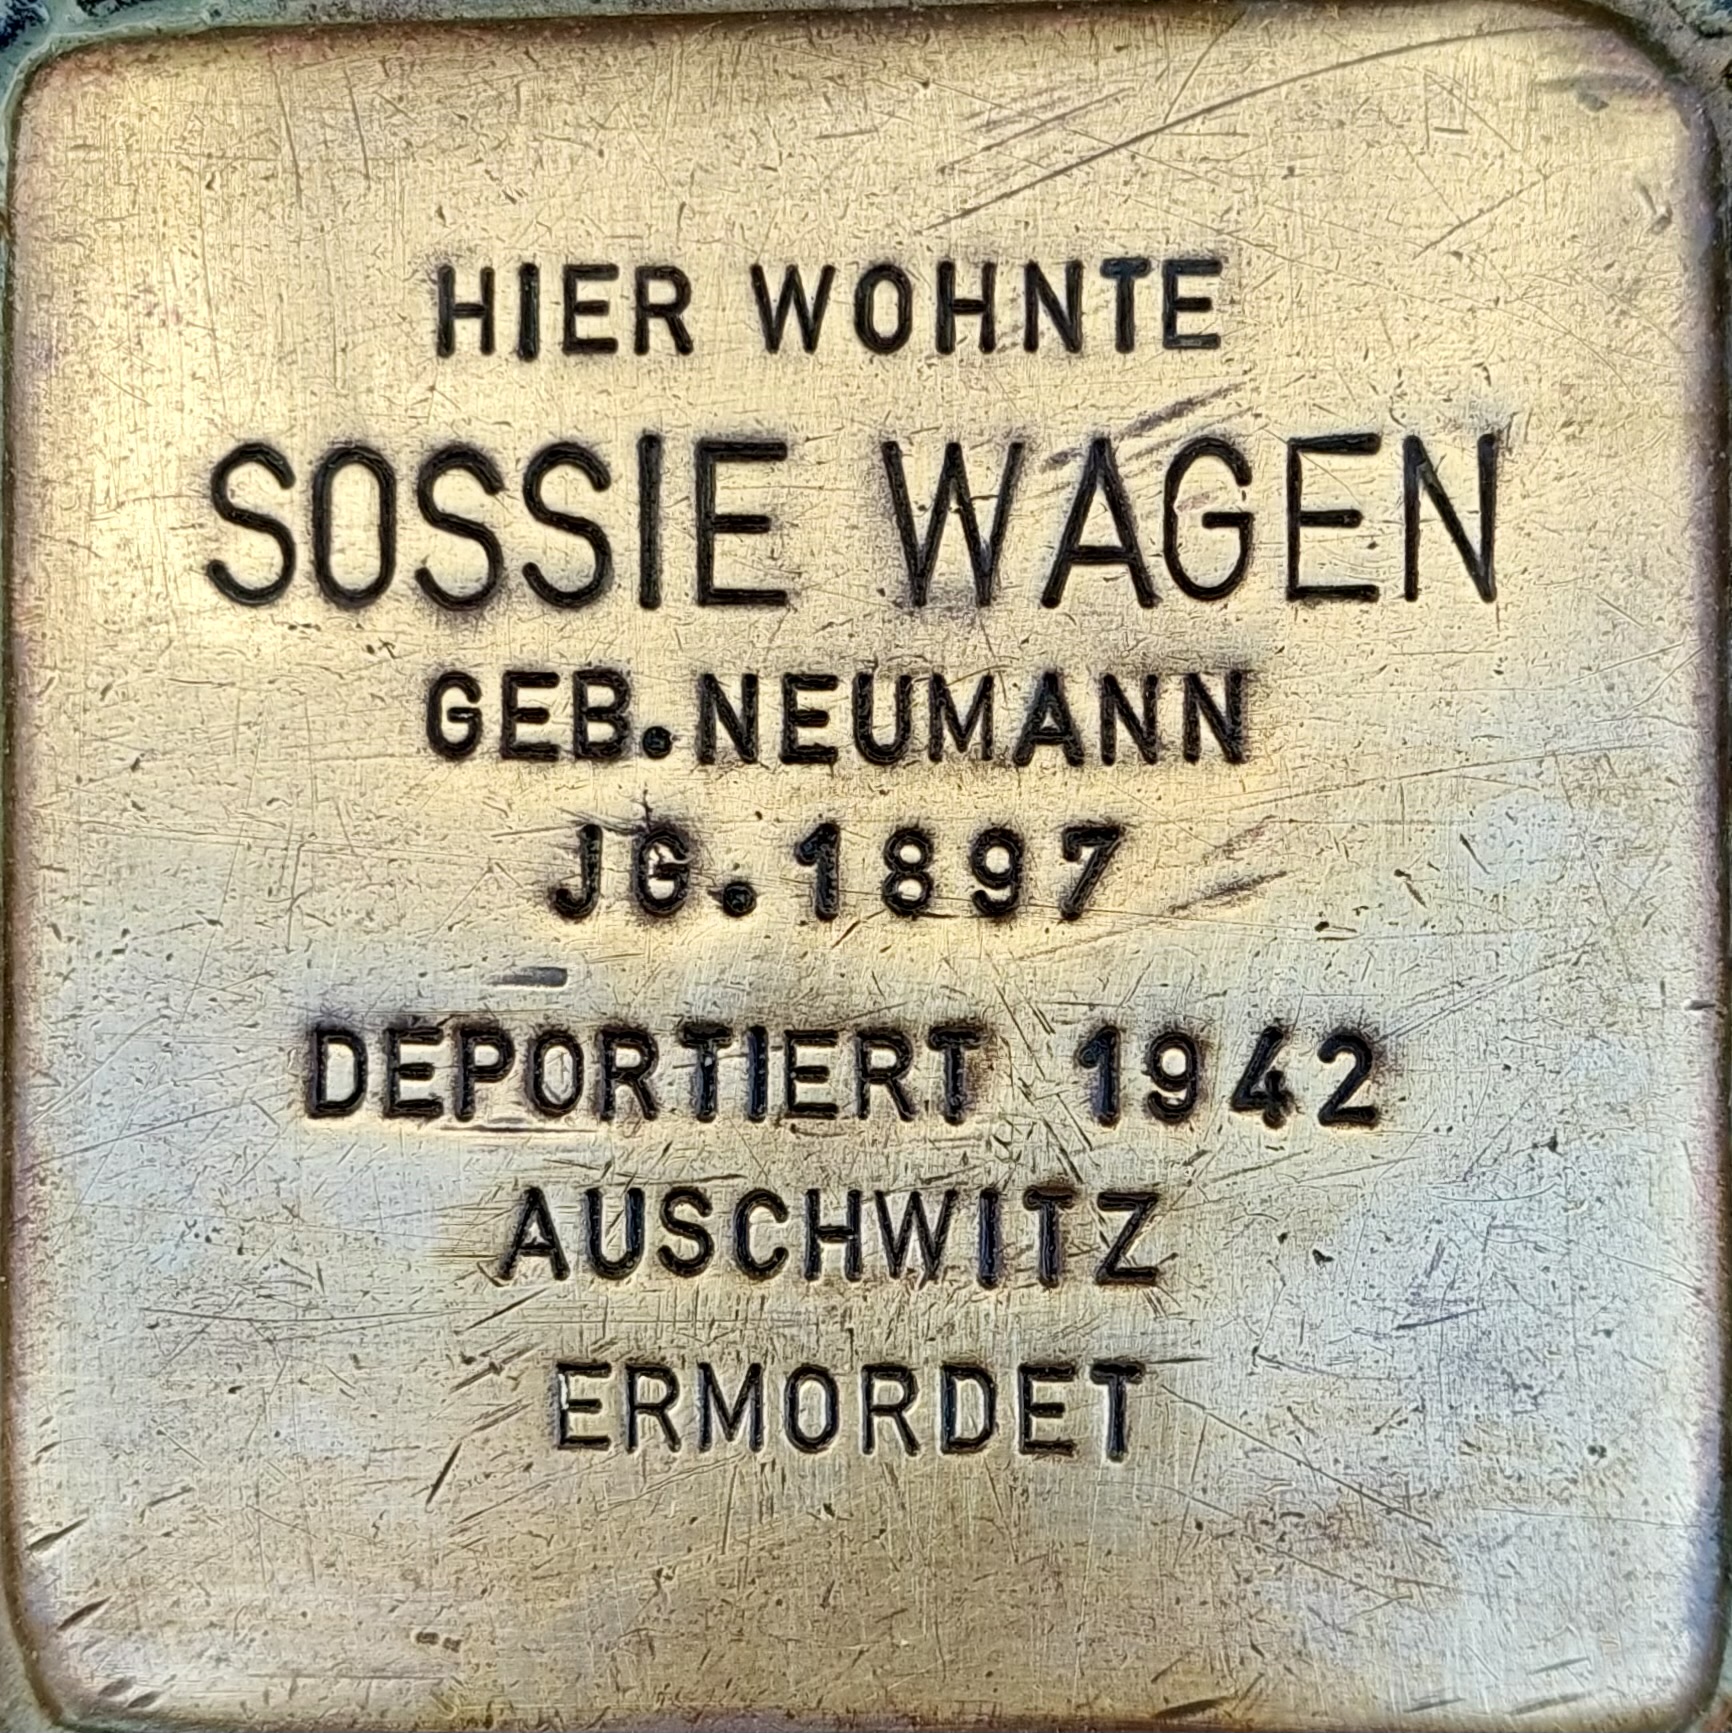 HIER WOHNTE
SOSSIE WAGEN
GEB. NEUMANN
JG. 1897
DEPORTIERT 1942
AUSCHWITZ
ERMORDET